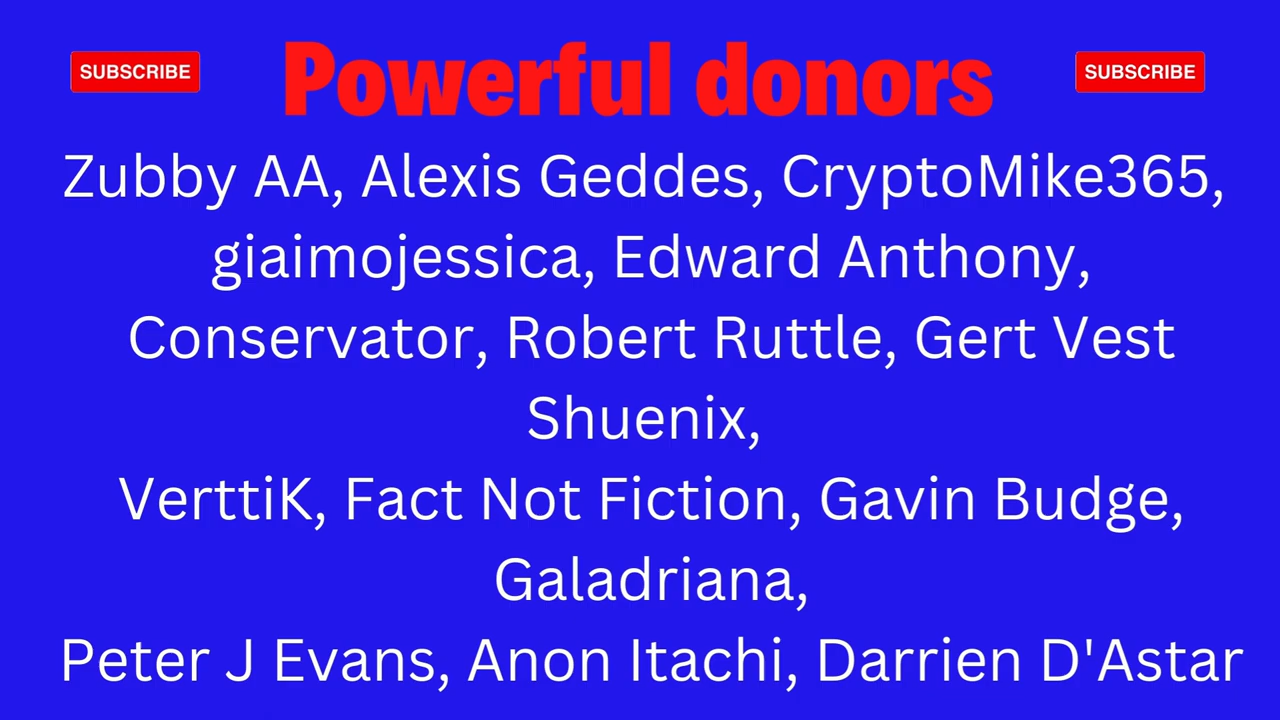 SUBSCRIBE Powerful donors SUBSCRIBE
Zubby AA, Alexis Geddes, CryptoMike365,
giaimojessica, Edward Anthony,
Conservator, Robert Ruttle, Gert Vest
Shuenix,
VerttiK, Fact Not Fiction, Gavin Budge,
Galadriana,
Peter J Evans, Anon Itachi, Darrien D'Astar